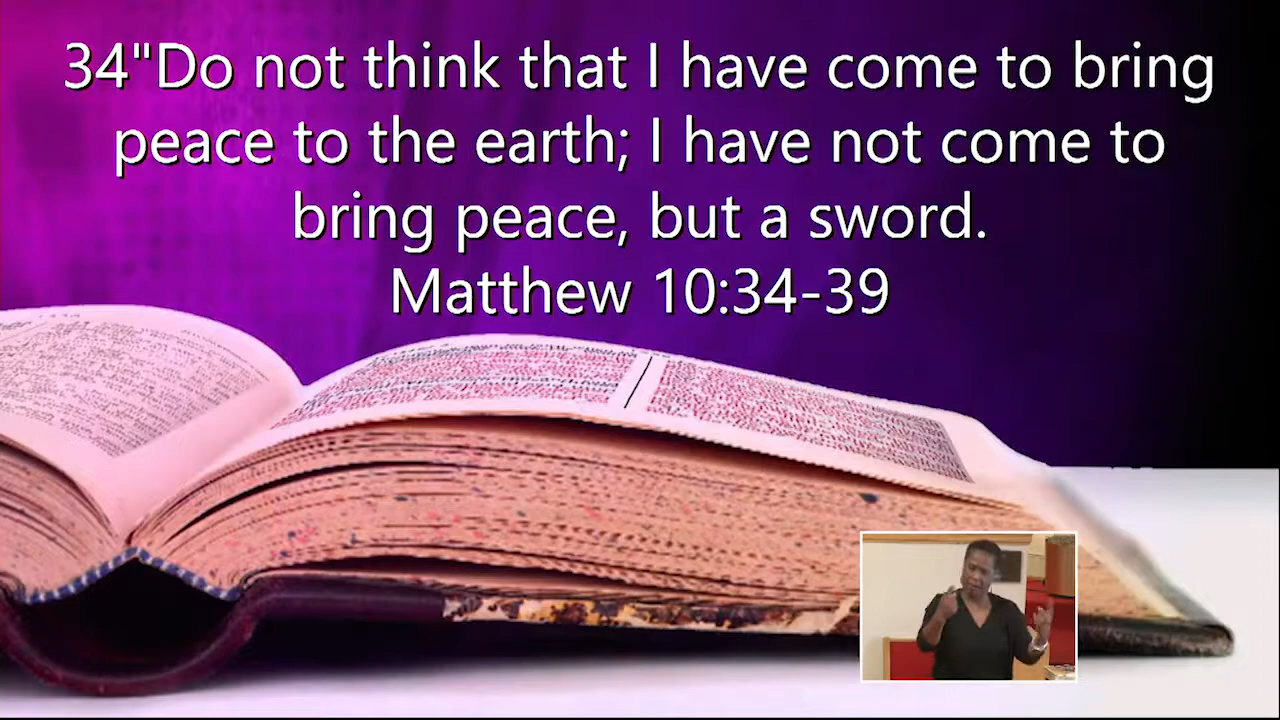 34"Do not think that I have come to bring
peace to the earth; I have not come to
bring peace, but a sword.
Matthew 10:34-39